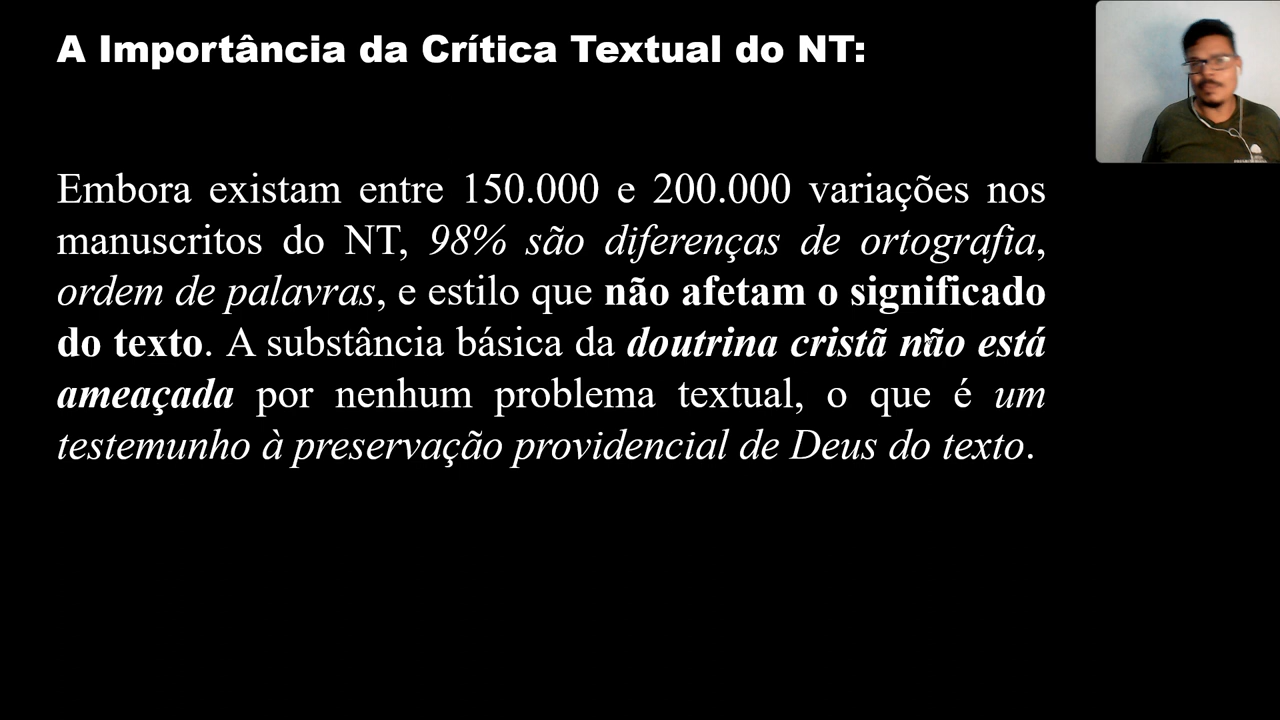 A Importância da Crítica Textual do NT:
Embora existam entre 150.000 e 200.000 variações nos
manuscritos do NT, 98% são diferenças de ortografia,
ordem de palavras, e estilo que não afetam o significado
do texto. A substância básica da doutrina cristã não está
ameaçada por nenhum problema textual, o que é um
testemunho à preservação providencial de Deus do texto.